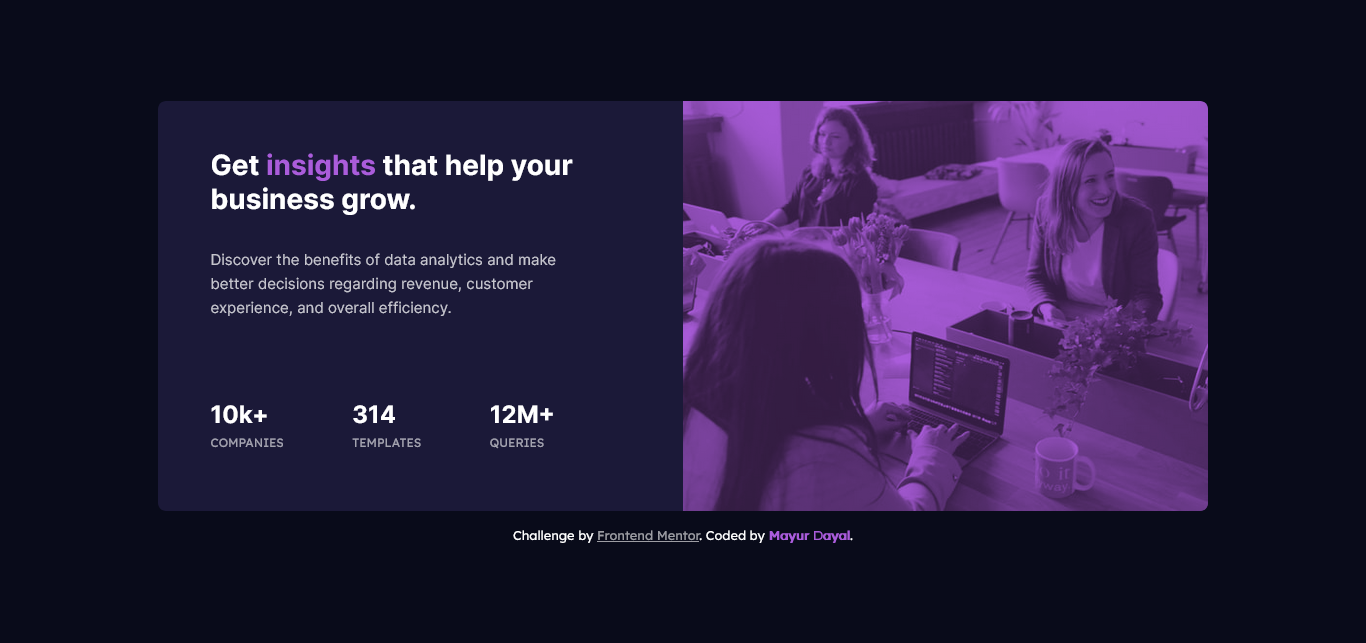 Get insights that help your
business grow.
Discover the benefits of data analytics and make
better decisions regarding revenue, customer
experience, and overall efficiency.
10k+ 314 12M+
COMPANIES TEMPLATES QUERIES
Challenge by Frontend Mentor. Coded by Mayur Dayal.